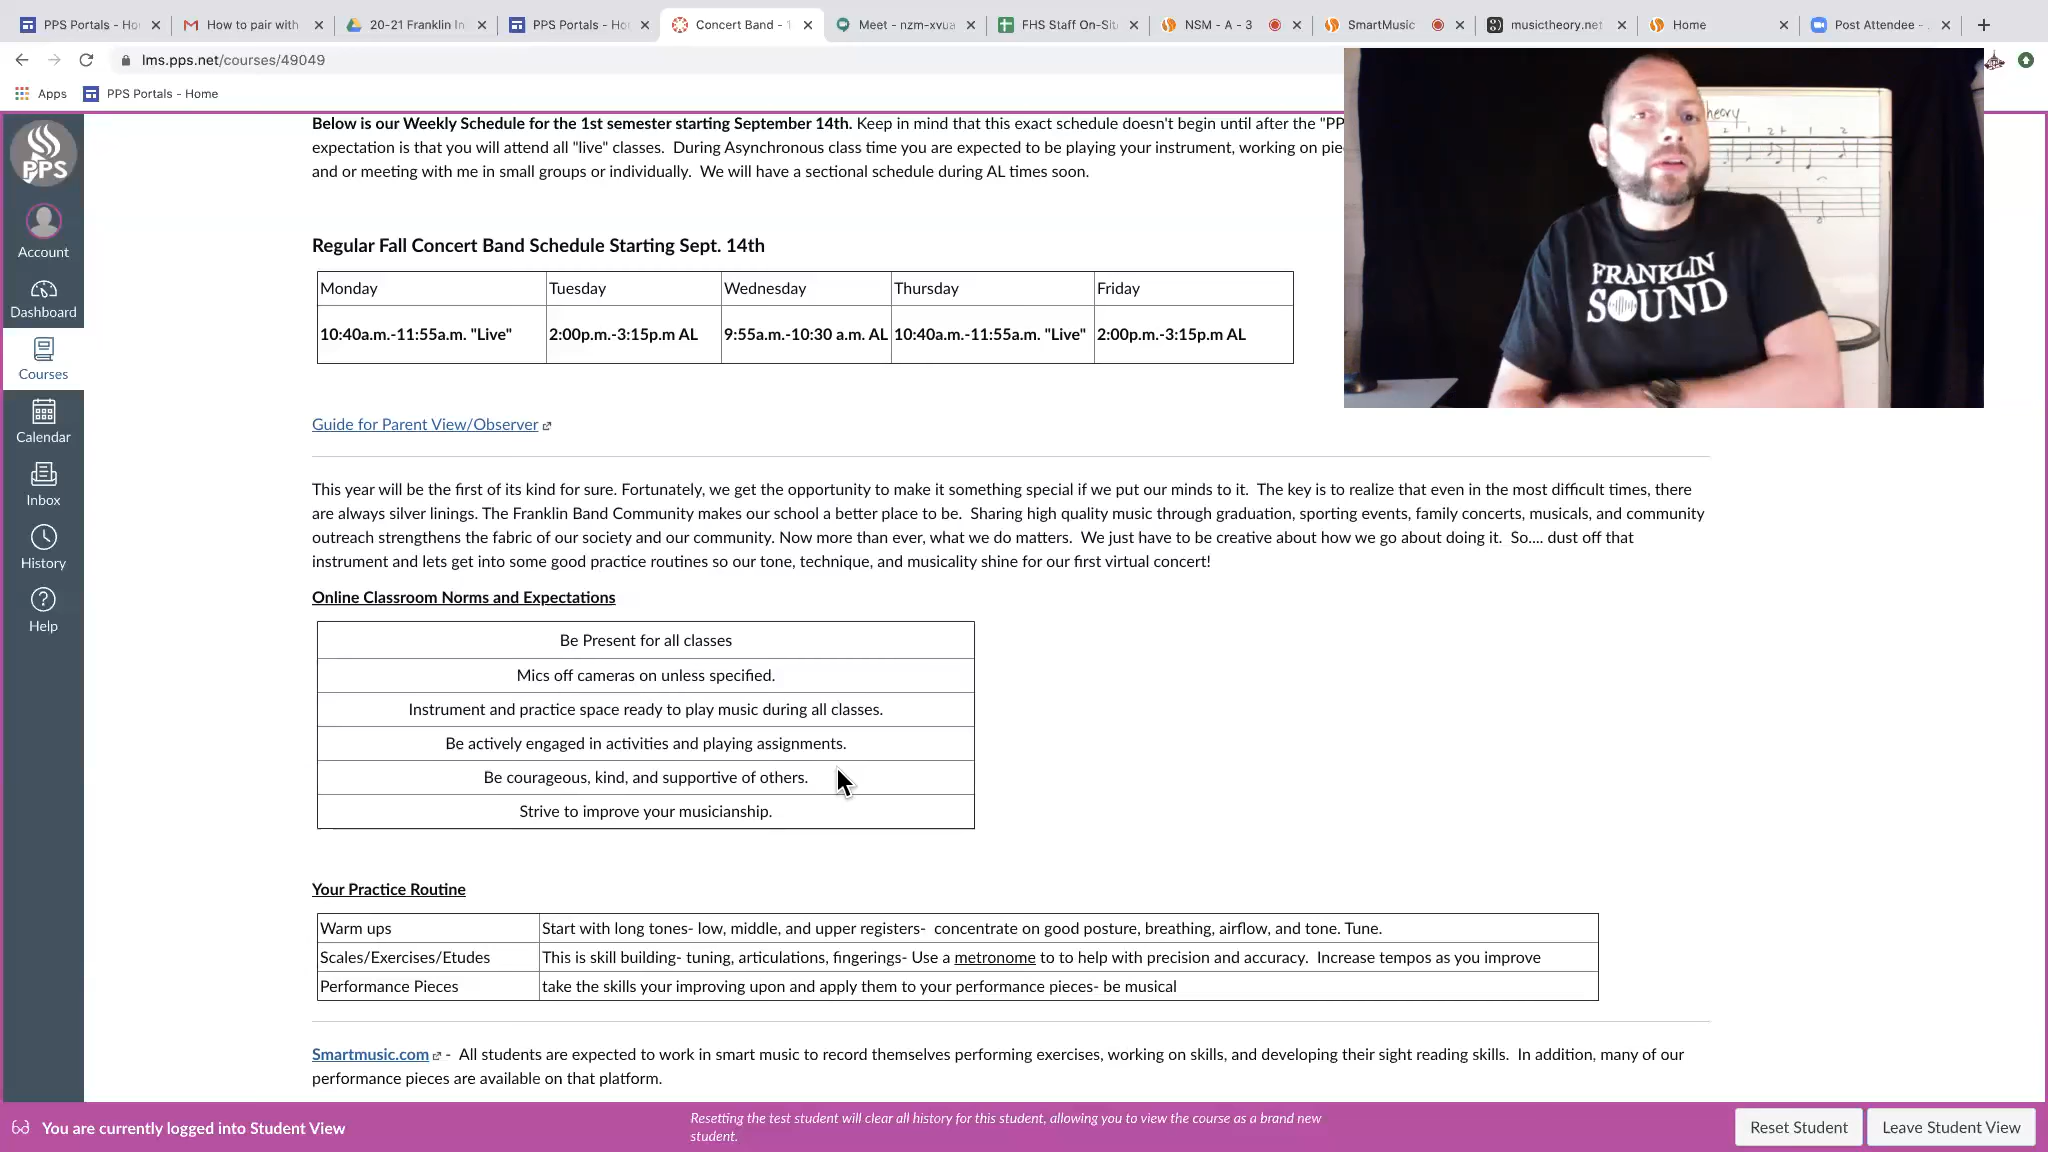 PPS Portals - Ho
How to pair with
20-21 Franklin In
PPS Portals - Ho
Concert Band - 1
Meet - nzm-xvua
FHS Staff On-Sit
NSM - A - 3
SmartMusic
musictheory.net
Home
Post Attendee -
lms.pps.net/courses/49049
Apps
PPS Portals - Home
PPS
Account
Dashboard
Courses
Calendar
Inbox
History
Help
Below is our Weekly Schedule for the 1st semester starting September 14th. Keep in mind that this exact schedule doesn't begin until after the "PP
expectation is that you will attend all "live" classes. During Asynchronous class time you are expected to be playing your instrument, working on pie
and or meeting with me in small groups or individually. We will have a sectional schedule during AL times soon.
heory
FRANKLIN
SOUND
Regular Fall Concert Band Schedule Starting Sept. 14th
Monday Tuesday Wednesday Thursday Friday
10:40a.m.-11:55a.m. "Live" 2:00p.m.-3:15p.m AL 9:55a.m.-10:30 a.m. AL 10:40a.m.-11:55a.m. "Live" 2:00p.m.-3:15p.m AL
Guide for Parent View/Observer
This year will be the first of its kind for sure. Fortunately, we get the opportunity to make it something special if we put our minds to it. The key is to realize that even in the most difficult times, there
are always silver linings. The Franklin Band Community makes our school a better place to be. Sharing high quality music through graduation, sporting events, family concerts, musicals, and community
outreach strengthens the fabric of our society and our community. Now more than ever, what we do matters. We just have to be creative about how we go about doing it. So.... dust off that
instrument and lets get into some good practice routines so our tone, technique, and musicality shine for our first virtual concert!
Online Classroom Norms and Expectations
Be Present for all classes
Mics off cameras on unless specified.
Instrument and practice space ready to play music during all classes.
Be actively engaged in activities and playing assignments.
Be courageous, kind, and supportive of others.
Strive to improve your musicianship.
Your Practice Routine
Warm ups Start with long tones- low, middle, and upper registers- concentrate on good posture, breathing, airflow, and tone. Tune.
Scales/Exercises/Etudes This is skill building- tuning, articulations, fingerings- Use a metronome to to help with precision and accuracy. Increase tempos as you improve
Performance Pieces take the skills your improving upon and apply them to your performance pieces- be musical
Smartmusic.com - All students are expected to work in smart music to record themselves performing exercises, working on skills, and developing their sight reading skills. In addition, many of our
performance pieces are available on that platform.
You are currently logged into Student View
Resetting the test student will clear all history for this student, allowing you to view the course as a brand new
student.
Reset Student
Leave Student View